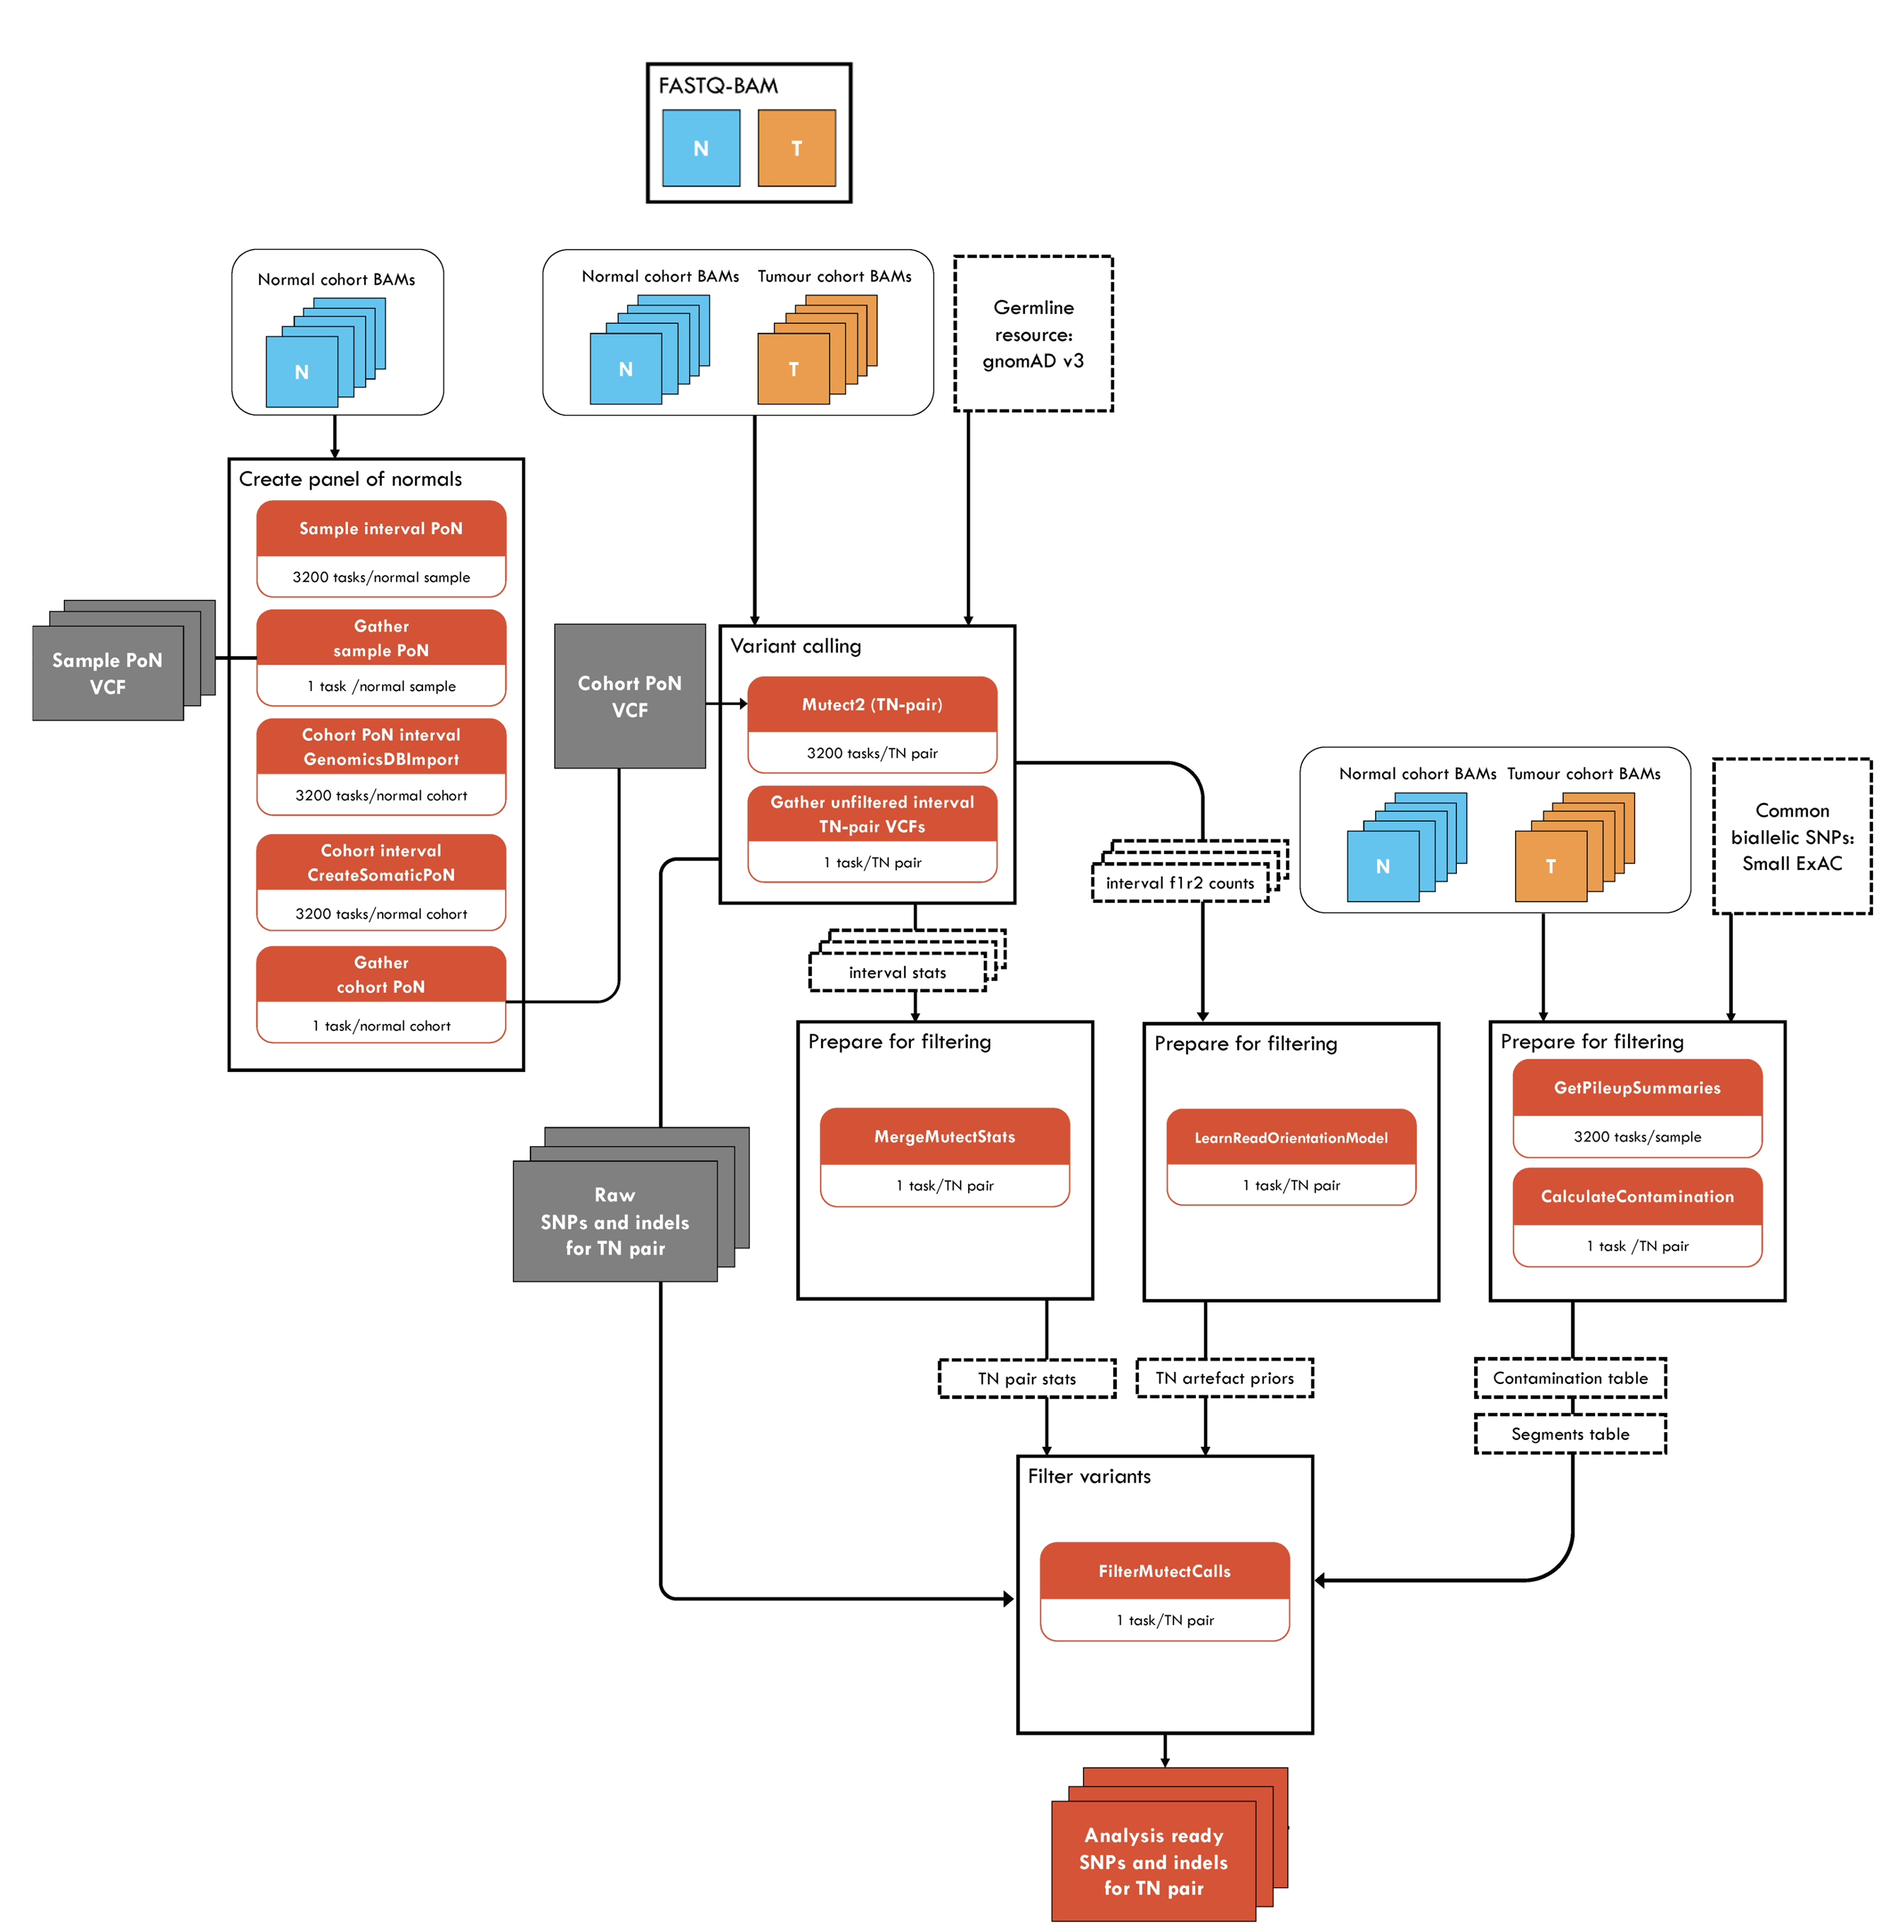 FASTQ-BAM
N
T
Normal cohort BAMs
N
Normal cohort BAMs
Tumour cohort BAMs
N
T
Germline
resource:
gnomAD v3
Create panel of normals
Sample interval PoN
3200 tasks/normal sample
Gather
sample PoN
1 task /normal sample
Cohort PoN interval
GenomicsDBImport
3200 tasks/normal cohort
Cohort interval
CreateSomaticPoN
3200 tasks/normal cohort
Gather
cohort PoN
1 task/normal cohort
Sample PoN
VCF
Cohort PoN
VCF
Variant calling
Mutect2 (TN-pair)
3200 tasks/TN pair
Gather unfiltered interval
TN-pair VCFs
1 task/TN pair
interval stats
interval f1r2 counts
Normal cohort BAMs
Tumour cohort BAMs
N
T
Common
biallelic SNPs:
Small ExAC
Raw
SNPs and indels
for TN pair
Prepare for filtering
MergeMutectStats
1 task/TN pair
Prepare for filtering
LearnReadOrientationModel
1 task/TN pair
Prepare for filtering
GetPileupSummaries
3200 tasks/sample
CalculateContamination
1 task /TN pair
TN pair stats
TN artefact priors
Contamination table
Segments table
Filter variants
FilterMutectCalls
1 task/TN pair
Analysis ready
SNPs and indels
for TN pair